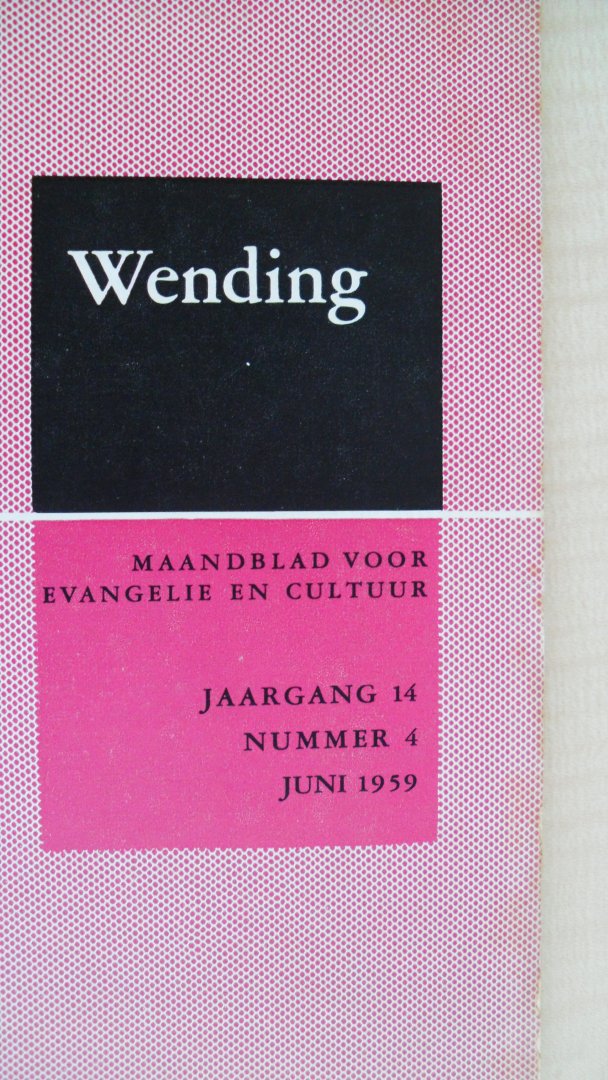 Wending
MAANDBLAD VOOR
EVANGELIE EN CULTUUR
JAARGANG 14
NUMMER 4
JUNI 1959